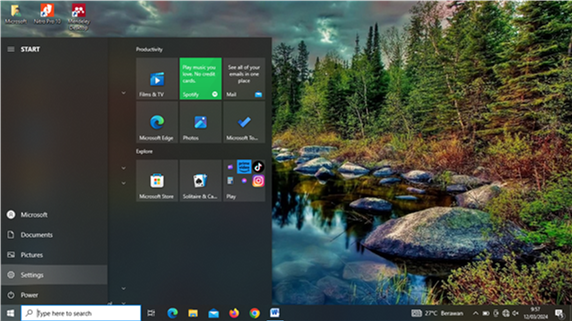 Microsoft
Nitro Pro 13
Mendeley
Desktop
START
Productivity
Films & TV
Play music you
love. No credit
cards.
Spotify
See all of your
emails in one
place
Mail
Microsoft Edge
Photos
Microsoft To...
Explore
Microsoft Store
Solitaire & Ca...
Play
Microsoft
Documents
Pictures
Settings
Power
Type here to search
27°C Berawan
9:57
12/03/2024